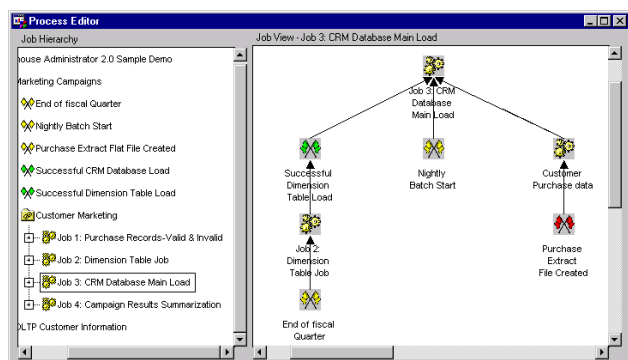 Process Editor
Job Hierarchy
ouse Administrator 2.0 Sample Demo
Marketing Campaigns
End of fiscal Quarter
Nightly Batch Start
Purchase Extract Flat File Created
Successful CRM Database Load
Successful Dimension Table Load
Customer Marketing
Job 1: Purchase Records-Valid & Invalid
Job 2: Dimension Table Job
Job 3: CRM Database Main Load
Job 4: Campaign Results Summarization
OLTP Customer Information
Job View - Job 3: CRM Database Main Load
Job 3: CRM
Database
Main Load
Successful
Dimension
Table Load
Nightly
Batch Start
Customer
Purchase data
Job 2:
Dimension
Table Job
Purchase
Extract
File Created
End of fiscal
Quarter